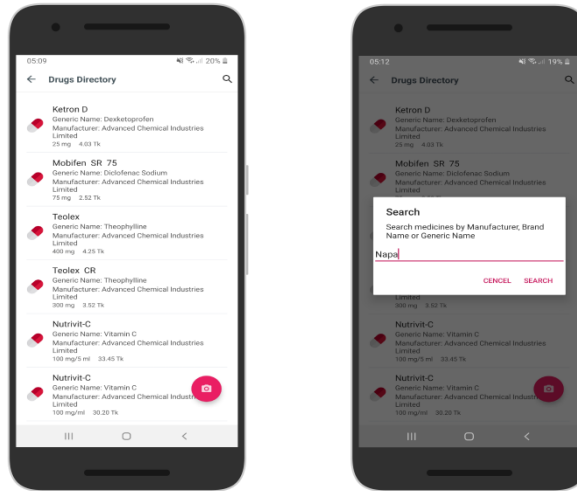 05:09 20%
Drugs Directory
Ketron D
Generic Name: Dexketoprofen
Manufacturer: Advanced Chemical Industries
Limited
25 mg 4.03 Tk
Mobifen SR 75
Generic Name: Diclofenac Sodium
Manufacturer: Advanced Chemical Industries
Limited
75 mg 2.52 Tk
Teolex
Generic Name: Theophylline
Manufacturer: Advanced Chemical Industries
Limited
400 mg 4.25 Tk
Teolex CR
Generic Name: Theophylline
Manufacturer: Advanced Chemical Industries
Limited
300 mg 3.52 Tk
Nutrivit-C
Generic Name: Vitamin C
Manufacturer: Advanced Chemical Industries
Limited
100 mg/5 ml 33.45 Tk
Nutrivit-C
Generic Name: Vitamin C
Manufacturer: Advanced Chemical
Limited
100 mg/ml 30.20 Tk
05:12 19%
Drugs Directory
Ketron D
Generic Name: Dexketoprofen
Manufacturer: Advanced Chemical Industries
Limited
25 mg 4.03 Tk
Mobifen SR 75
Generic Name: Diclofenac Sodium
Manufacturer: Advanced Chemical Industries
Limited
Search
Search medicines by Manufacturer, Brand
Name or Generic Name
Napa
CENCEL SEARCH
Limited
300 mg 3.52 Tk
Nutrivit-C
Generic Name: Vitamin C
Manufacturer: Advanced Chemical Industries
Limited
100 mg/5 ml 33.45 Tk
Nutrivit-C
Generic Name: Vitamin C
Manufacturer: Advanced Chemical
Limited
100 mg/ml 30.20 Tk